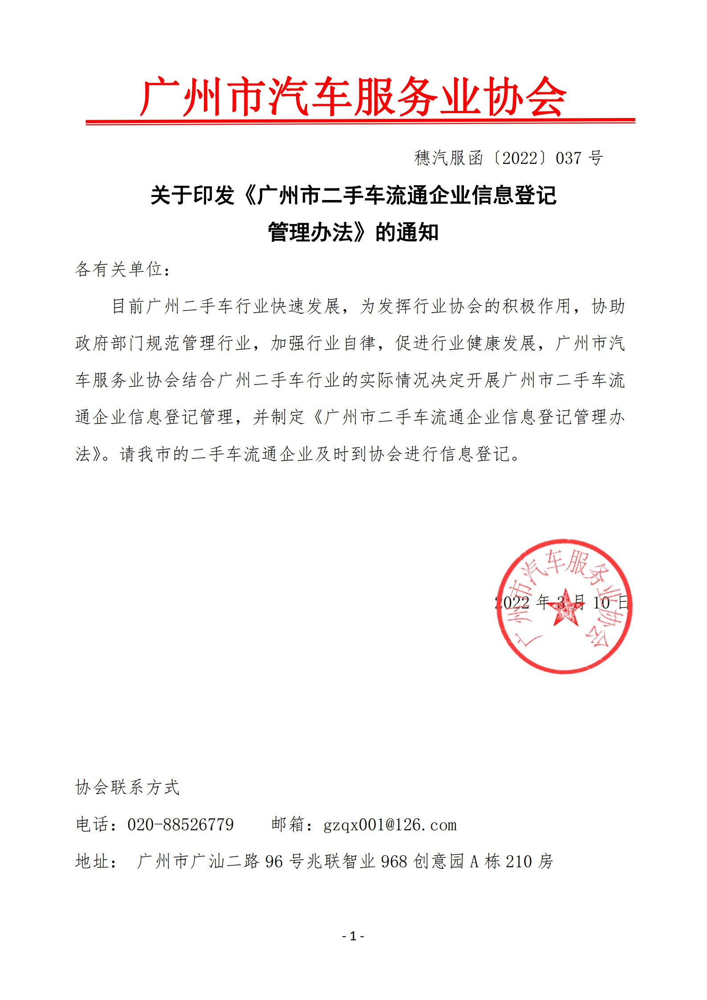 广州市汽车服务业协会
穗汽服函〔2022〕037 号
关于印发《广州市二手车流通企业信息登记
管理办法》的通知
各有关单位：
目前广州二手车行业快速发展，为发挥行业协会的积极作用，协助
政府部门规范管理行业，加强行业自律，促进行业健康发展，广州市汽
车服务业协会结合广州二手车行业的实际情况决定开展广州市二手车流
通企业信息登记管理，并制定《广州市二手车流通企业信息登记管理办
法》。请我市的二手车流通企业及时到协会进行信息登记。
广州市汽车服务业协会
2022 年 3 月 10 日
协会联系方式
电话：020-88526779 邮箱：gzqx001@126.com
地址： 广州市广汕二路 96 号兆联智业 968 创意园 A 栋 210 房
- 1 -